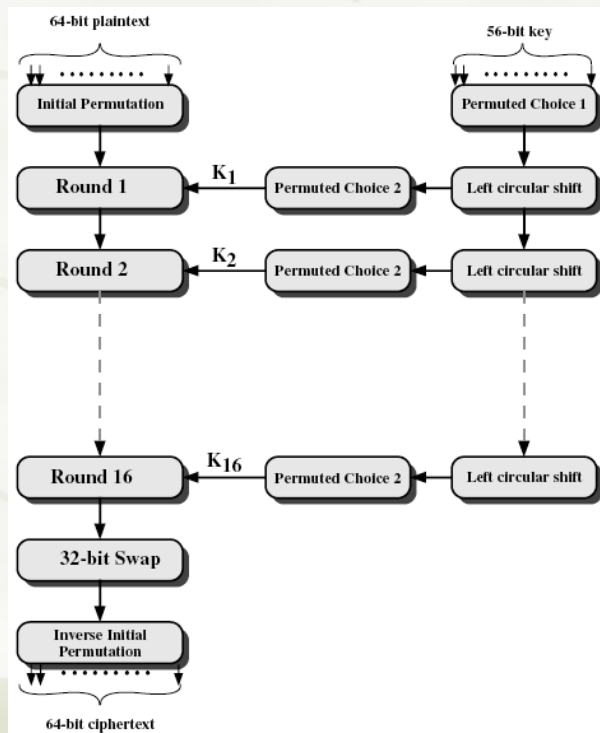 64-bit plaintext
56-bit key
Initial Permutation
Permuted Choice 1
Round 1
K1
Permuted Choice 2
Left circular shift
Round 2
K2
Permuted Choice 2
Left circular shift
Round 16
K16
Permuted Choice 2
Left circular shift
32-bit Swap
Inverse Initial
Permutation
64-bit ciphertext